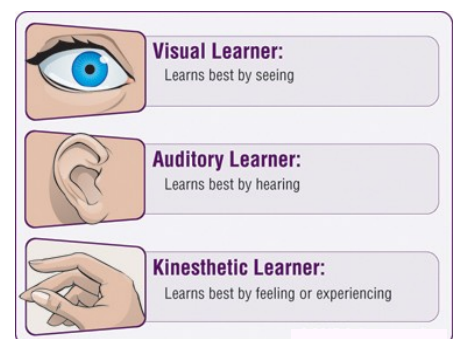 Visual Learner:
Learns best by seeing
Auditory Learner:
Learns best by hearing
Kinesthetic Learner:
Learns best by feeling or experiencing